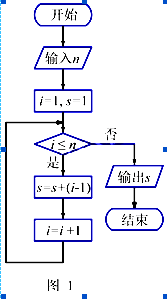 开始
输入n
i=1, s=1
i≤n
否
是
s=s+(i-1)
输出s
i=i+1
结束
图 1